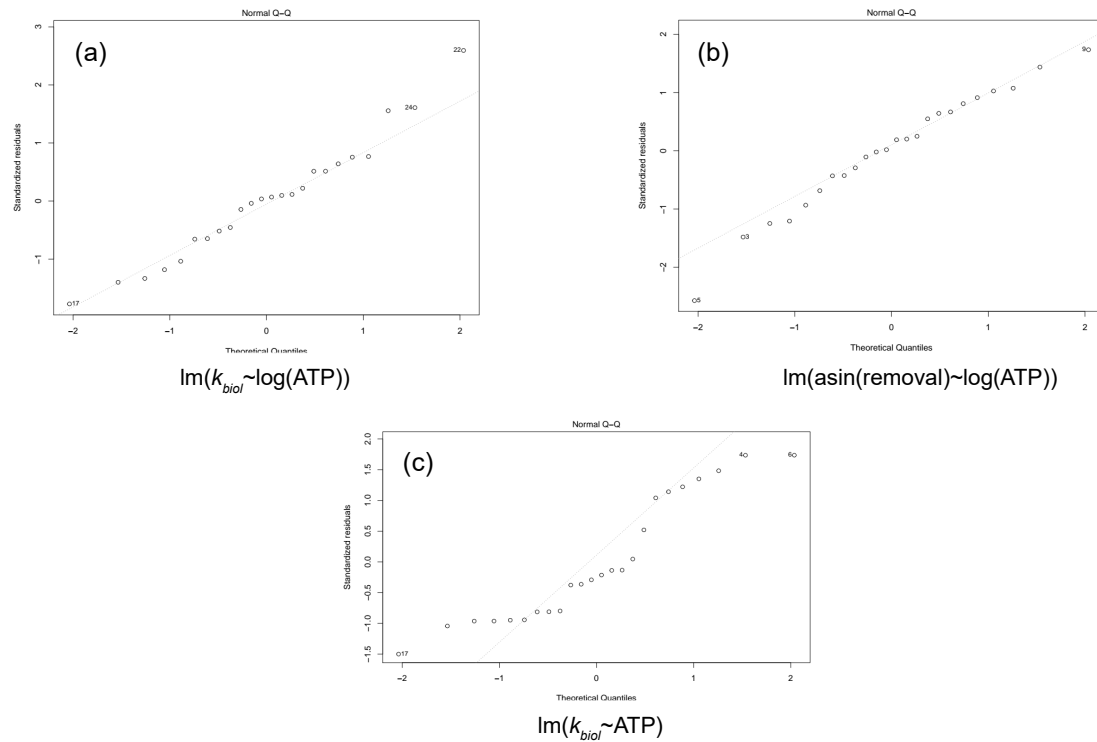 Normal Q−Q
(a)
Standardized residuals
3
2
1
0
−1
22
24
17
−2
−1
0
1
2
Theoretical Quantiles
lm(k_biol~log(ATP))
Normal Q−Q
(b)
Standardized residuals
2
1
0
−1
−2
9
3
5
−2
−1
0
1
2
Theoretical Quantiles
lm(asin(removal)~log(ATP))
Normal Q−Q
(c)
Standardized residuals
2.0
1.5
1.0
0.5
0.0
−0.5
−1.0
−1.5
4
6
17
−2
−1
0
1
2
Theoretical Quantiles
lm(k_biol~ATP)